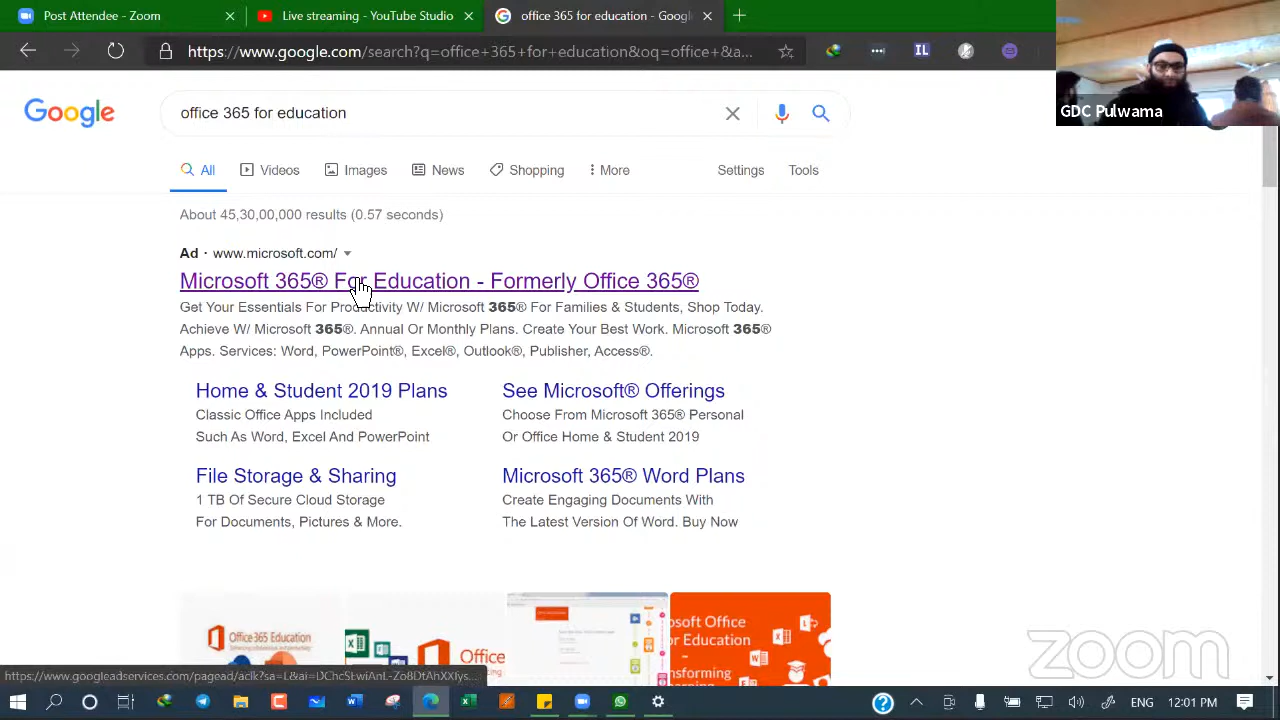 Post Attendee - Zoom
Live streaming - YouTube Studio
office 365 for education - Google
https://www.google.com/search?q=office+365+for+education&oq=office+&a...
IL
GDC Pulwama
Google
office 365 for education
All
Videos
Images
News
Shopping
More
Settings
Tools
About 45,30,00,000 results (0.57 seconds)
Ad · www.microsoft.com/
Microsoft 365® For Education - Formerly Office 365®
Get Your Essentials For Productivity W/ Microsoft 365® For Families & Students, Shop Today.
Achieve W/ Microsoft 365®. Annual Or Monthly Plans. Create Your Best Work. Microsoft 365®
Apps. Services: Word, PowerPoint®, Excel®, Outlook®, Publisher, Access®.
Home & Student 2019 Plans
Classic Office Apps Included
Such As Word, Excel And PowerPoint
See Microsoft® Offerings
Choose From Microsoft 365® Personal
Or Office Home & Student 2019
File Storage & Sharing
1 TB Of Secure Cloud Storage
For Documents, Pictures & More.
Microsoft 365® Word Plans
Create Engaging Documents With
The Latest Version Of Word. Buy Now
Office 365 Education
Office
osoft Office
For Education
-
nsforming
zoom
ENG
12:01 PM